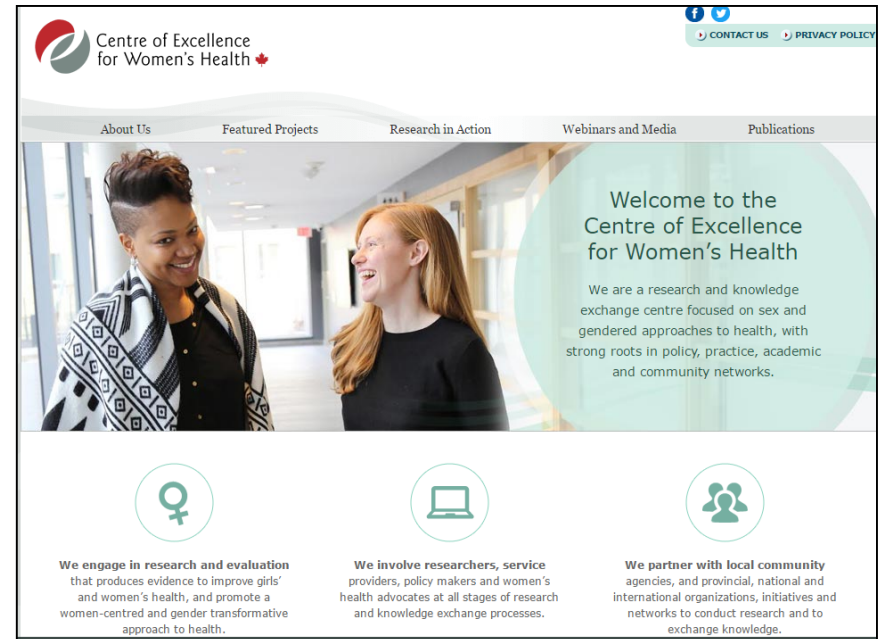 Centre of Excellence
for Women's Health
CONTACT US
PRIVACY POLICY
About Us
Featured Projects
Research in Action
Webinars and Media
Publications
Welcome to the
Centre of Excellence
for Women's Health
We are a research and knowledge
exchange centre focused on sex and
gendered approaches to health, with
strong roots in policy, practice, academic
and community networks.
We engage in research and evaluation
that produces evidence to improve girls'
and women's health, and promote a
women-centred and gender transformative
approach to health.
We involve researchers, service
providers, policy makers and women's
health advocates at all stages of research
and knowledge exchange processes.
We partner with local community
agencies, and provincial, national and
international organizations, initiatives and
networks to conduct research and to
exchange knowledge.